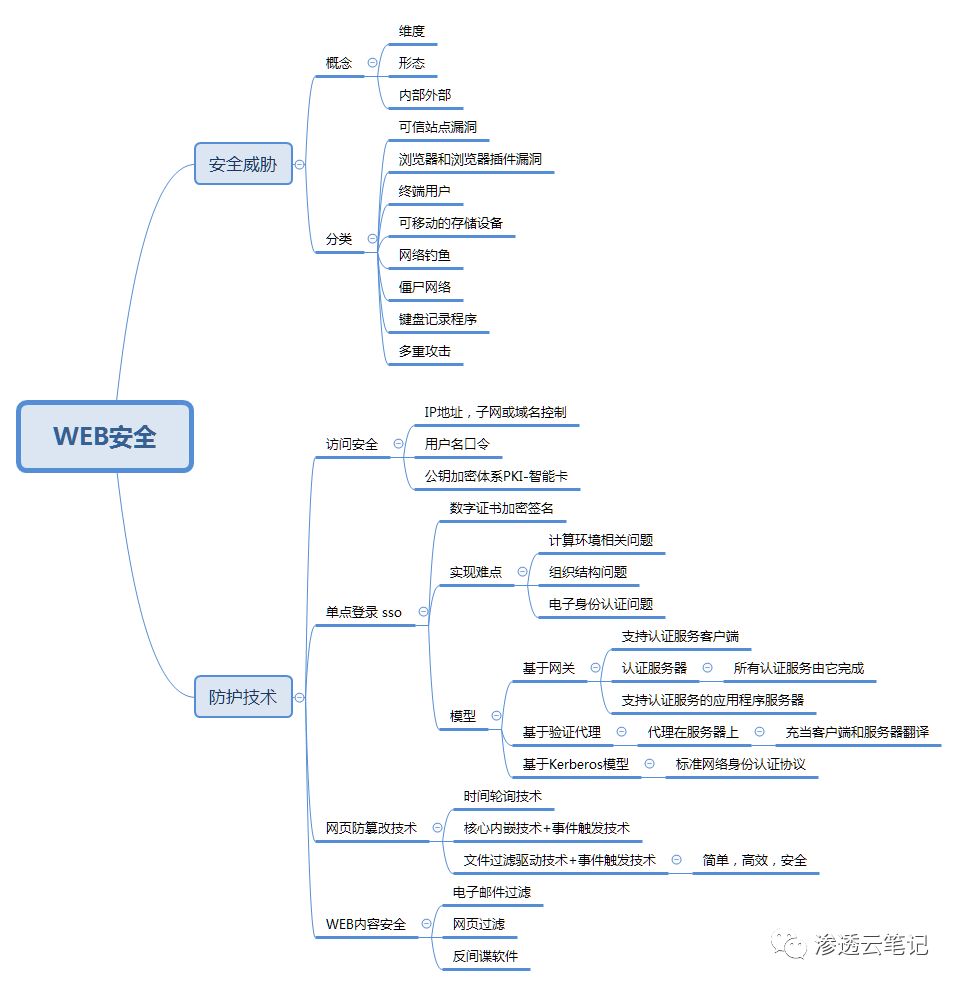 WEB安全
安全威胁
概念
维度
形态
内部外部
分类
可信站点漏洞
浏览器和浏览器插件漏洞
终端用户
可移动的存储设备
网络钓鱼
僵尸网络
键盘记录程序
多重攻击
防护技术
访问安全
IP地址，子网或域名控制
用户名口令
公钥加密体系PKI-智能卡
单点登录 sso
数字证书加密签名
实现难点
计算环境相关问题
组织结构问题
电子身份认证问题
模型
基于网关
支持认证服务客户端
认证服务器
所有认证服务由它完成
支持认证服务的应用程序服务器
基于验证代理
代理在服务器上
充当客户端和服务器翻译
基于Kerberos模型
标准网络身份认证协议
网页防篡改技术
时间轮询技术
核心内嵌技术+事件触发技术
文件过滤驱动技术+事件触发技术
简单，高效，安全
WEB内容安全
电子邮件过滤
网页过滤
反间谍软件
渗透云笔记